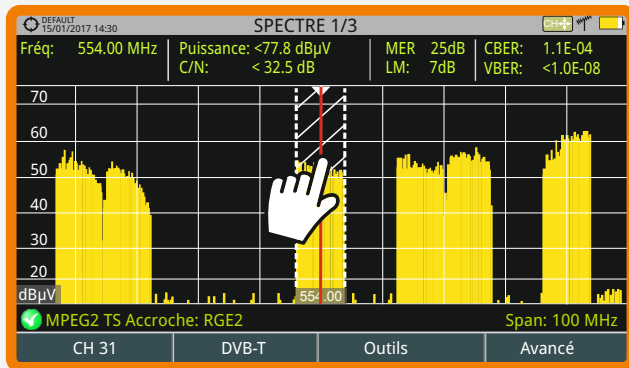 DEFAULT
15/01/2017 14:30
SPECTRE 1/3
CH
Fréq: 554.00 MHz
Puissance: <77.8 dBµV
MER 25dB
CBER: 1.1E-04
C/N: < 32.5 dB
LM: 7dB
VBER: <1.0E-08
70
60
50
40
30
20
dBµV
554.00
MPEG2 TS Accroche: RGE2
Span: 100 MHz
CH 31
DVB-T
Outils
Avancé